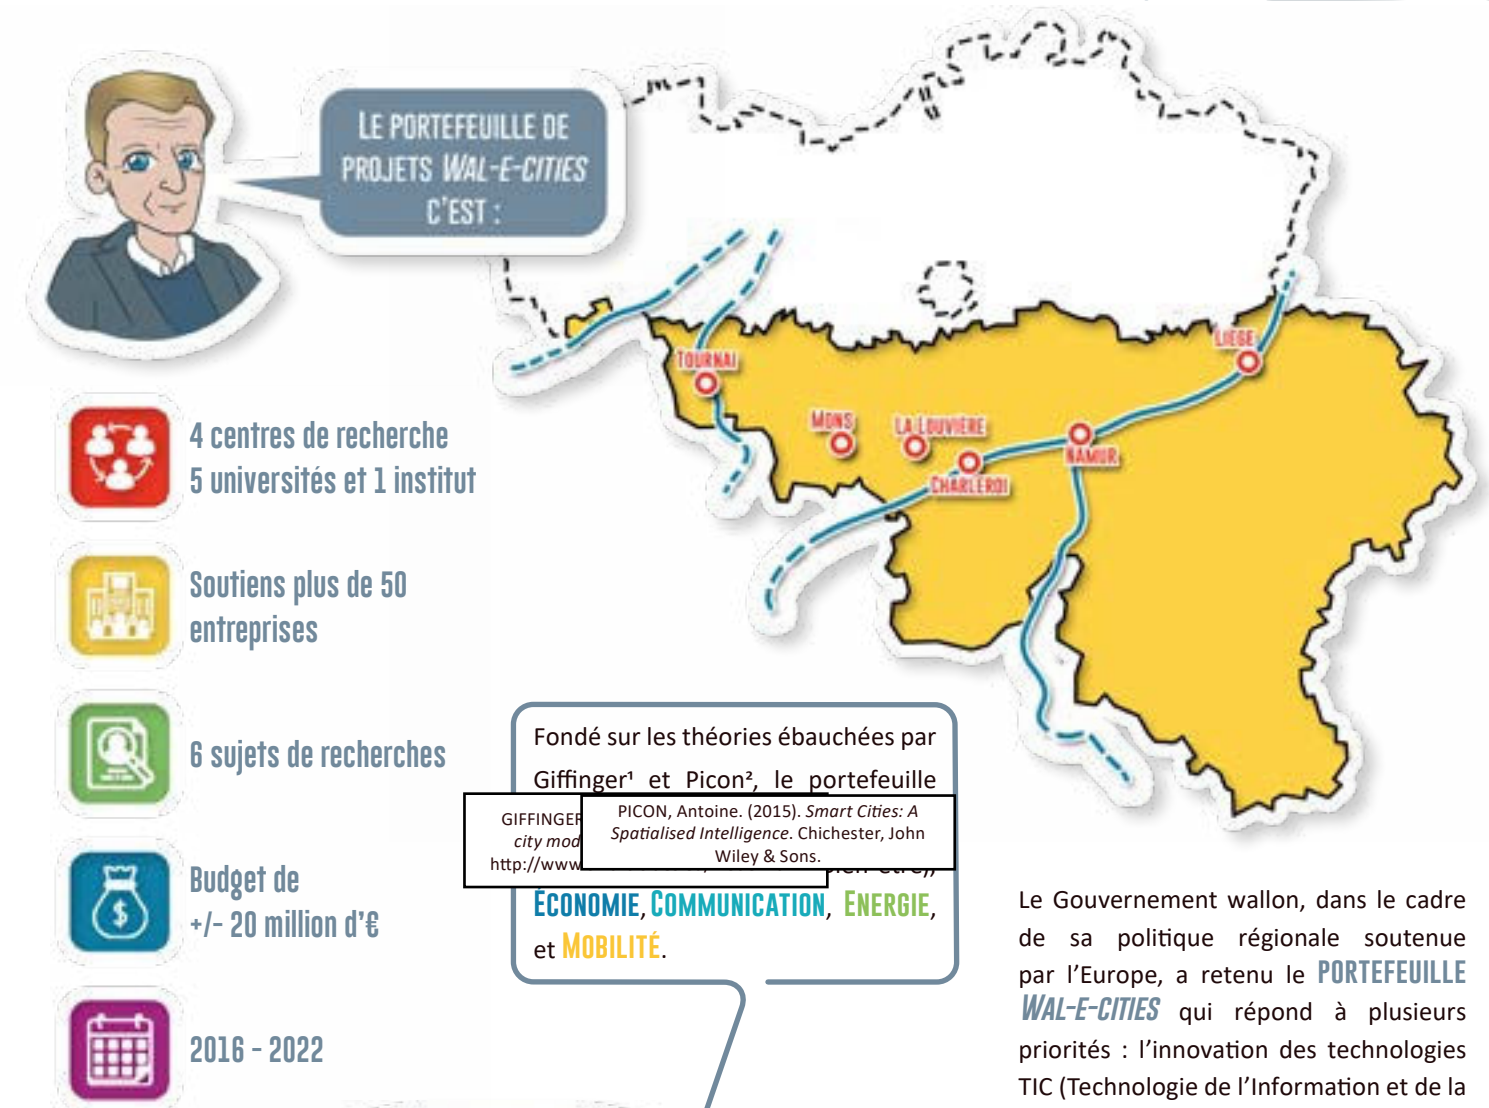 LE PORTEFEUILLE DE
PROJETS WAL-E-CITIES
C'EST :
TOURNAI
MONS
LA LOUVIÈRE
CHARLEROI
NAMUR
LIEGE
4 centres de recherche
5 universités et 1 institut
Soutiens plus de 50
entreprises
6 sujets de recherches
Budget de
+/- 20 million d'€
2016 - 2022
Fondé sur les théories ébauchées par
Giffinger¹ et Picon², le portefeuille
GIFFINGER
city mod
http://www
PICON, Antoine. (2015). Smart Cities: A
Spatialised Intelligence. Chichester, John
Wiley & Sons.
ÉCONOMIE, COMMUNICATION, ENERGIE,
et MOBILITÉ.
Le Gouvernement wallon, dans le cadre
de sa politique régionale soutenue
par l'Europe, a retenu le PORTEFEUILLE
WAL-E-CITIES qui répond à plusieurs
priorités : l'innovation des technologies
TIC (Technologie de l'Information et de la